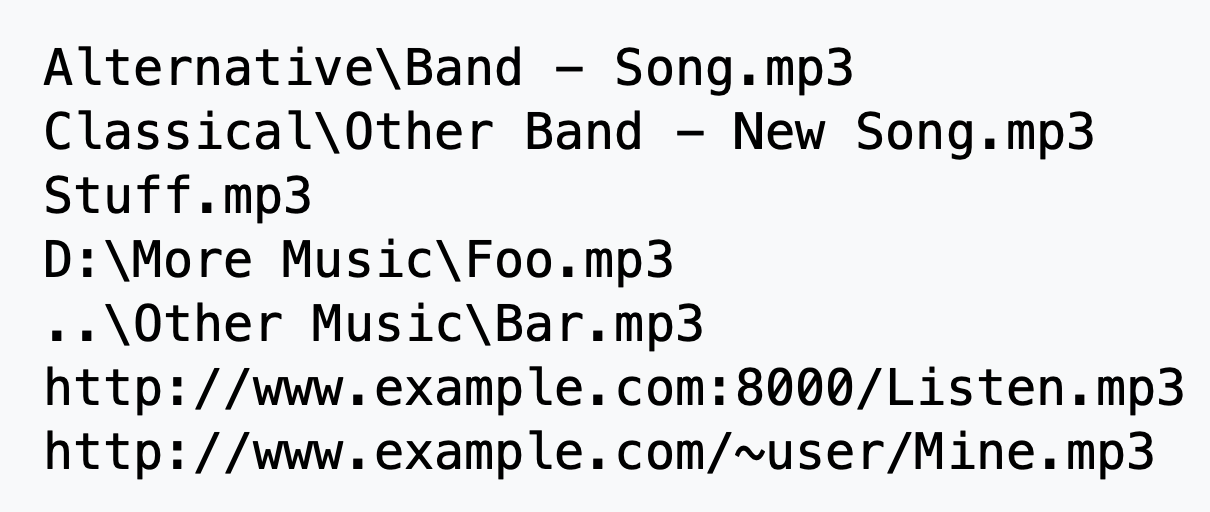 Alternative\Band - Song.mp3
Classical\Other Band - New Song.mp3
Stuff.mp3
D:\More Music\Foo.mp3
..\Other Music\Bar.mp3
http://www.example.com:8000/Listen.mp3
http://www.example.com/~user/Mine.mp3